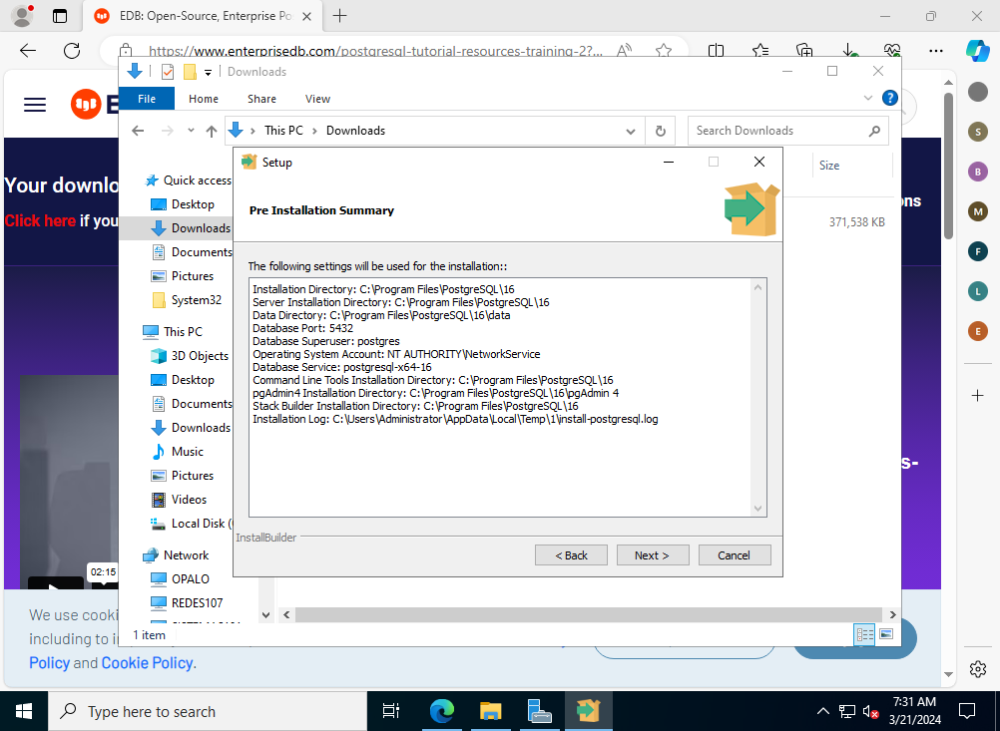 EDB: Open-Source, Enterprise Po
https://www.enterprisedb.com/postgresql-tutorial-resources-training-2?...
Downloads
File
Home
Share
View
This PC
Downloads
Search Downloads
Size
371,538 KB
Quick access
Desktop
Downloads
Documents
Pictures
System32
This PC
3D Objects
Desktop
Documents
Downloads
Music
Pictures
Videos
Local Disk (
Network
OPALO
REDES107
1 item
Setup
Pre Installation Summary
The following settings will be used for the installation::
Installation Directory: C:\Program Files\PostgreSQL\16
Server Installation Directory: C:\Program Files\PostgreSQL\16
Data Directory: C:\Program Files\PostgreSQL\16\data
Database Port: 5432
Database Superuser: postgres
Operating System Account: NT AUTHORITY\NetworkService
Database Service: postgresql-x64-16
Command Line Tools Installation Directory: C:\Program Files\PostgreSQL\16
pgAdmin4 Installation Directory: C:\Program Files\PostgreSQL\16\pgAdmin 4
Stack Builder Installation Directory: C:\Program Files\PostgreSQL\16
Installation Log: C:\Users\Administrator\AppData\Local\Temp\1\install-postgresql.log
InstallBuilder
< Back
Next >
Cancel
Your downlo
ons
Click here if you
s-
02:15
We use cooki
including to i
Policy and Cookie Policy.
S
B
M
F
L
E
Type here to search
7:31 AM
3/21/2024